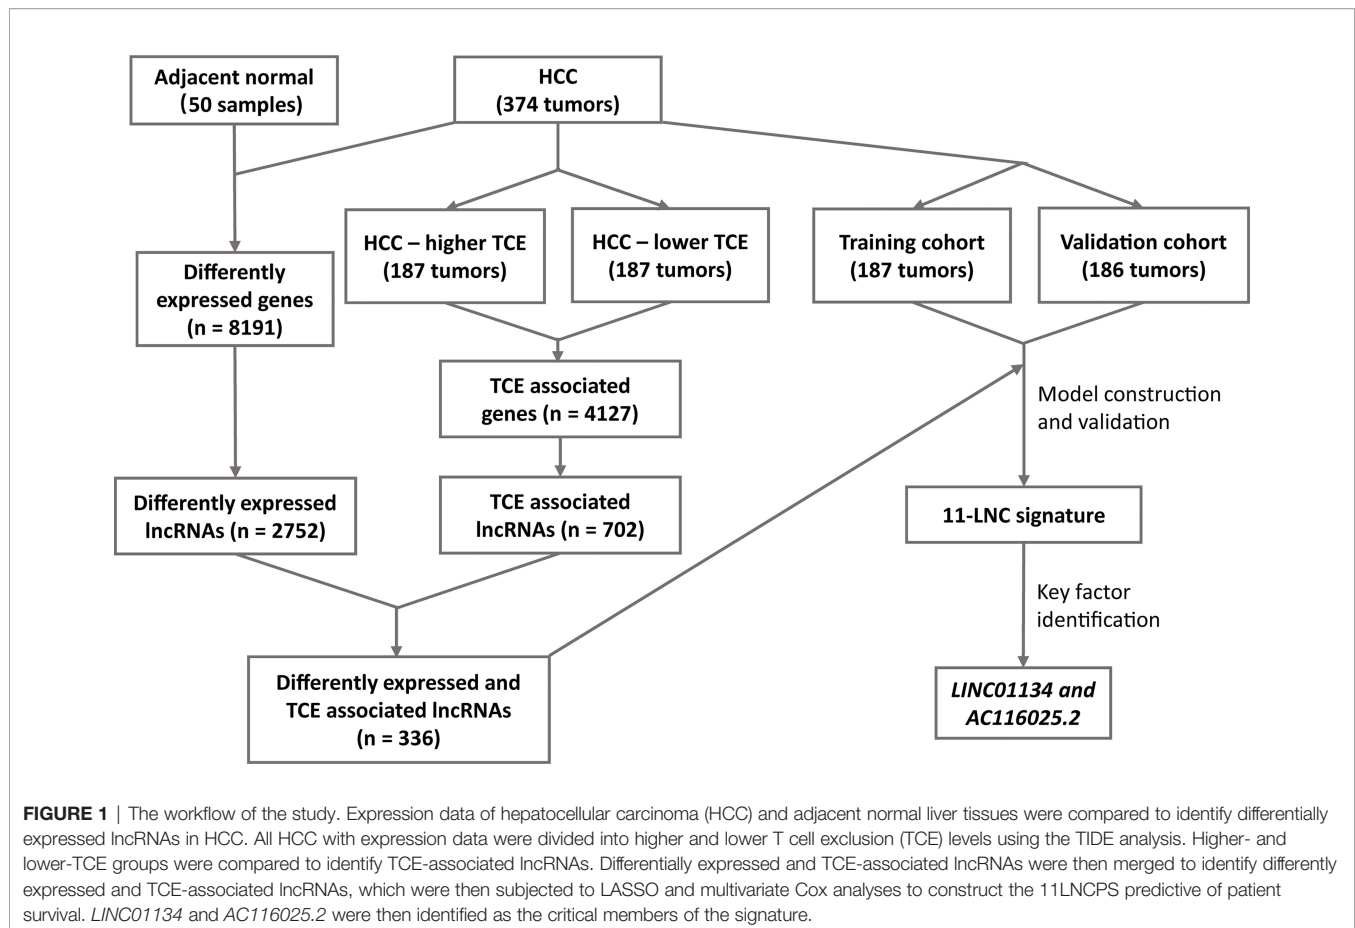 Adjacent normal
(50 samples)
HCC
(374 tumors)
HCC – higher TCE
(187 tumors)
HCC – lower TCE
(187 tumors)
Training cohort
(187 tumors)
Validation cohort
(186 tumors)
Differently
expressed genes
(n = 8191)
TCE associated
genes (n = 4127)
Model construction
and validation
Differently expressed
lncRNAs (n = 2752)
TCE associated
lncRNAs (n = 702)
11-LNC signature
Key factor
identification
Differently expressed and
TCE associated lncRNAs
(n = 336)
LINC01134 and
AC116025.2
FIGURE 1 | The workflow of the study. Expression data of hepatocellular carcinoma (HCC) and adjacent normal liver tissues were compared to identify differentially
expressed lncRNAs in HCC. All HCC with expression data were divided into higher and lower T cell exclusion (TCE) levels using the TIDE analysis. Higher- and
lower-TCE groups were compared to identify TCE-associated lncRNAs. Differentially expressed and TCE-associated lncRNAs were then merged to identify differently
expressed and TCE-associated lncRNAs, which were then subjected to LASSO and multivariate Cox analyses to construct the 11LNCPS predictive of patient
survival. LINC01134 and AC116025.2 were then identified as the critical members of the signature.